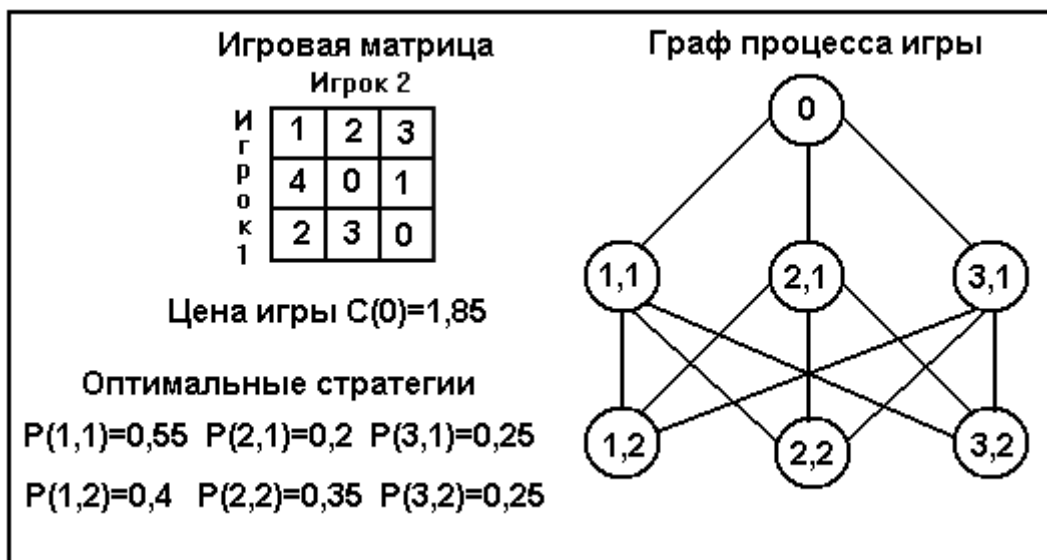 Игровая матрица
Игрок 2
Игрок 1
1 2 3
4 0 1
2 3 0
Цена игры C(0)=1,85
Оптимальные стратегии
P(1,1)=0,55 P(2,1)=0,2 P(3,1)=0,25
P(1,2)=0,4 P(2,2)=0,35 P(3,2)=0,25
Граф процесса игры
0
1,1 2,1 3,1
1,2 2,2 3,2